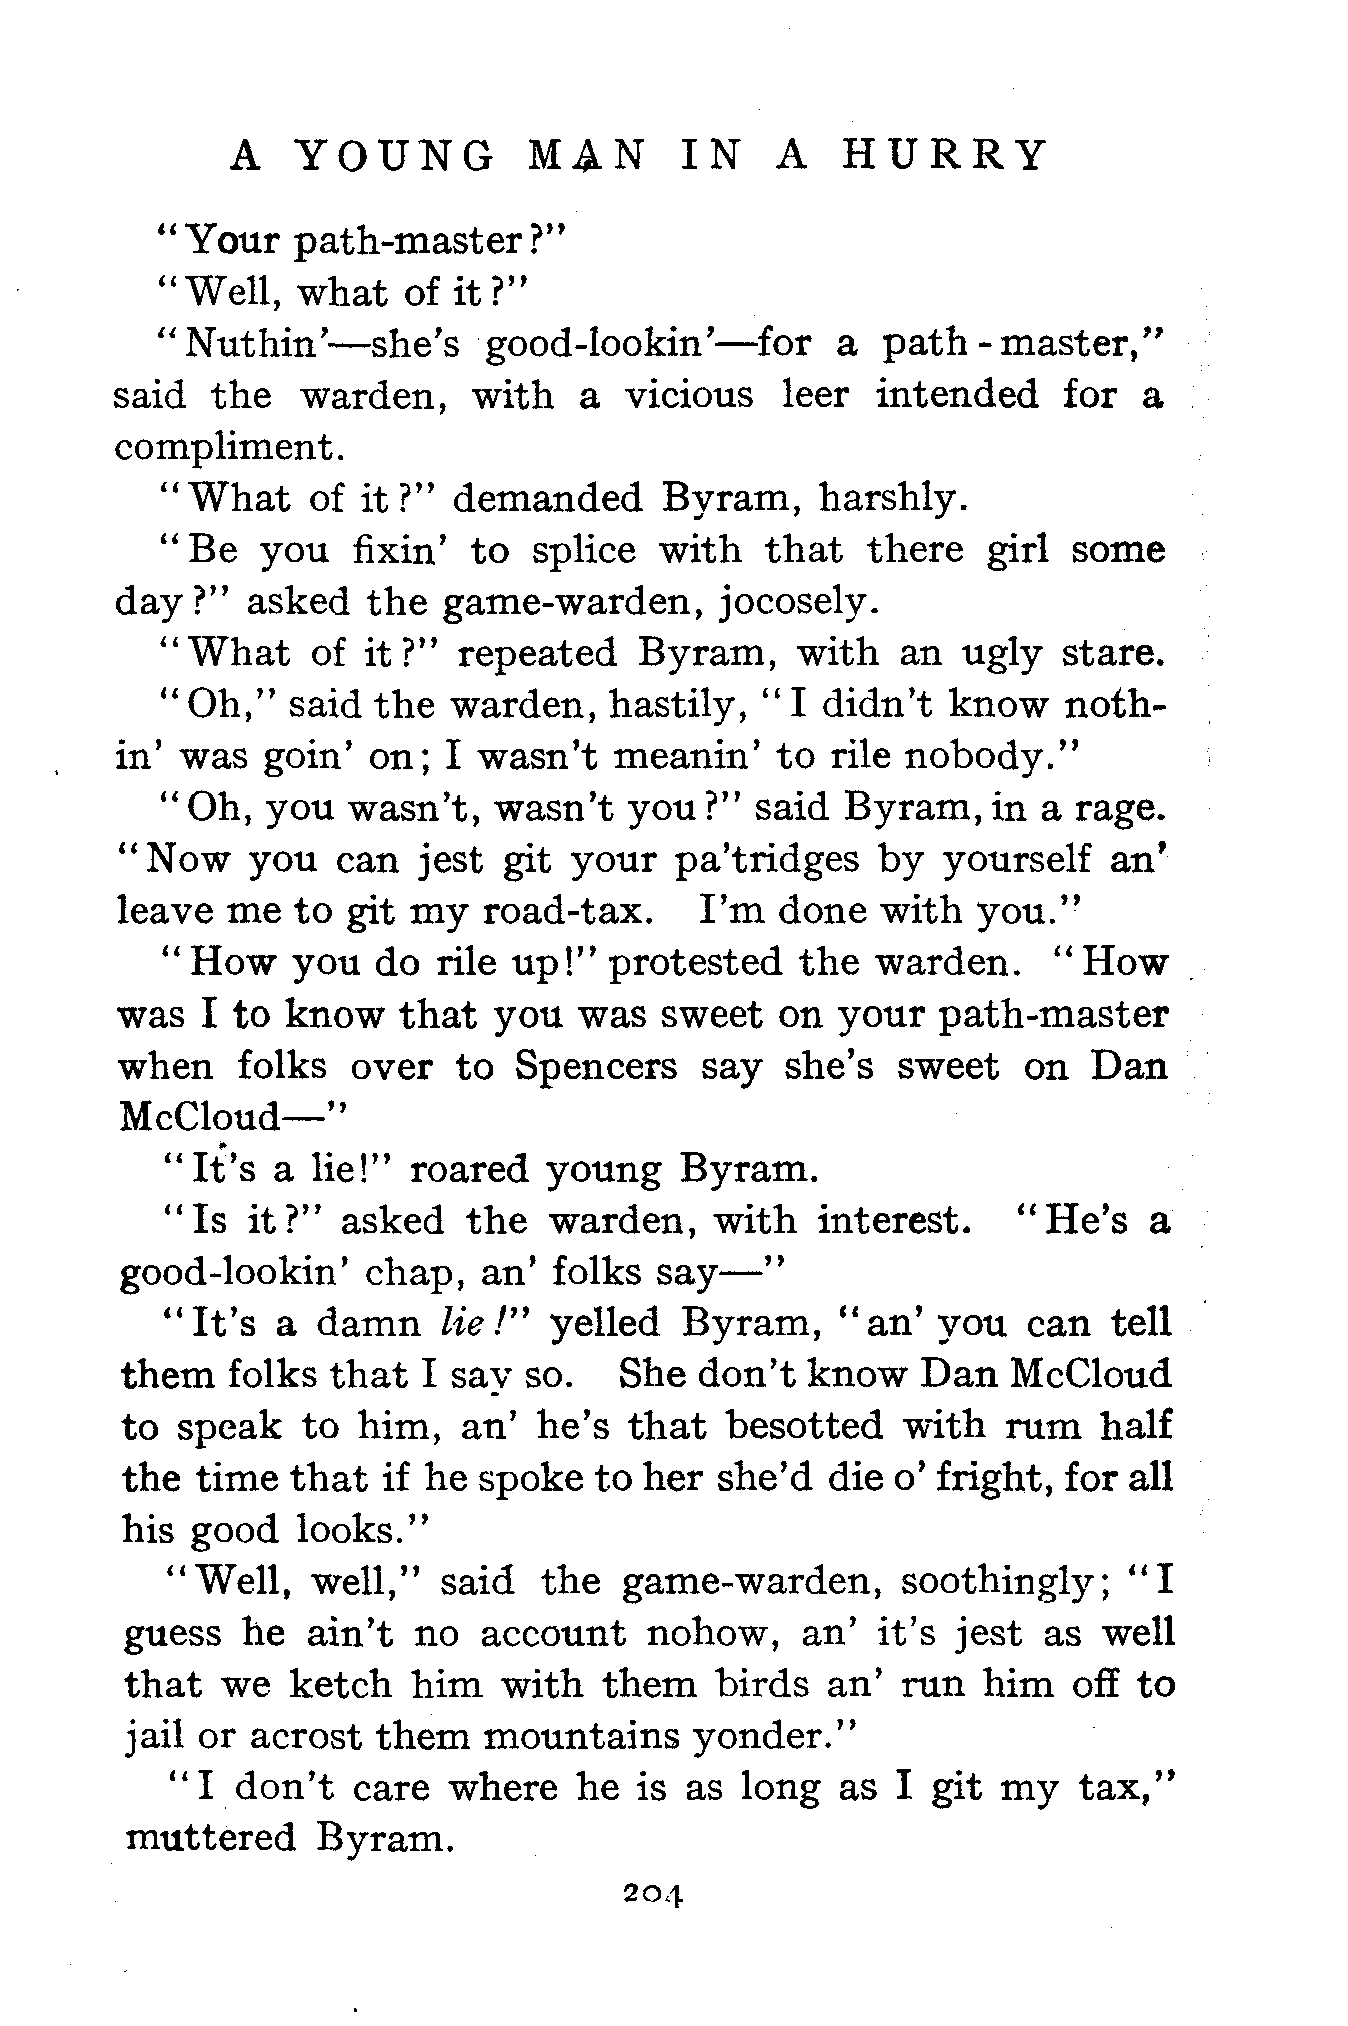 A YOUNG MAN IN A HURRY
"Your path-master?"
"Well, what of it?"
"Nuthin'—she's good-lookin'—for a path-master,"
said the warden, with a vicious leer intended for a
compliment.
"What of it?" demanded Byram, harshly.
"Be you fixin' to splice with that there girl some
day?" asked the game-warden, jocosely.
"What of it?" repeated Byram, with an ugly stare.
"Oh," said the warden, hastily, "I didn't know noth-
in' was goin' on; I wasn't meanin' to rile nobody."
"Oh, you wasn't, wasn't you?" said Byram, in a rage.
"Now you can jest git your pa'tridges by yourself an'
leave me to git my road-tax. I'm done with you."
"How you do rile up!" protested the warden. "How
was I to know that you was sweet on your path-master
when folks over to Spencers say she's sweet on Dan
McCloud—"
"It's a lie!" roared young Byram.
"Is it?" asked the warden, with interest. "He's a
good-lookin' chap, an' folks say—"
"It's a damn lie!" yelled Byram, "an' you can tell
them folks that I say so. She don't know Dan McCloud
to speak to him, an' he's that besotted with rum half
the time that if he spoke to her she'd die o' fright, for all
his good looks."
"Well, well," said the game-warden, soothingly; "I
guess he ain't no account nohow, an' it's jest as well
that we ketch him with them birds an' run him off to
jail or acrost them mountains yonder."
"I don't care where he is as long as I git my tax,"
muttered Byram.
204